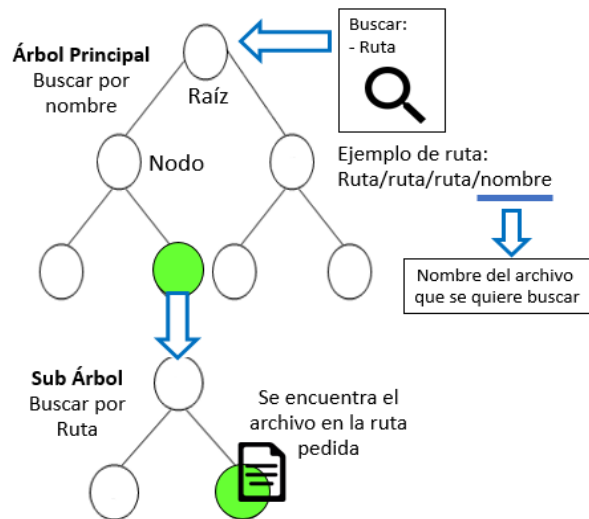 Árbol Principal
Buscar por
nombre
Raíz
Buscar:
- Ruta
Nodo
Ejemplo de ruta:
Ruta/ruta/ruta/nombre
Nombre del archivo
que se quiere buscar
Sub Árbol
Buscar por
Ruta
Se encuentra el
archivo en la ruta
pedida